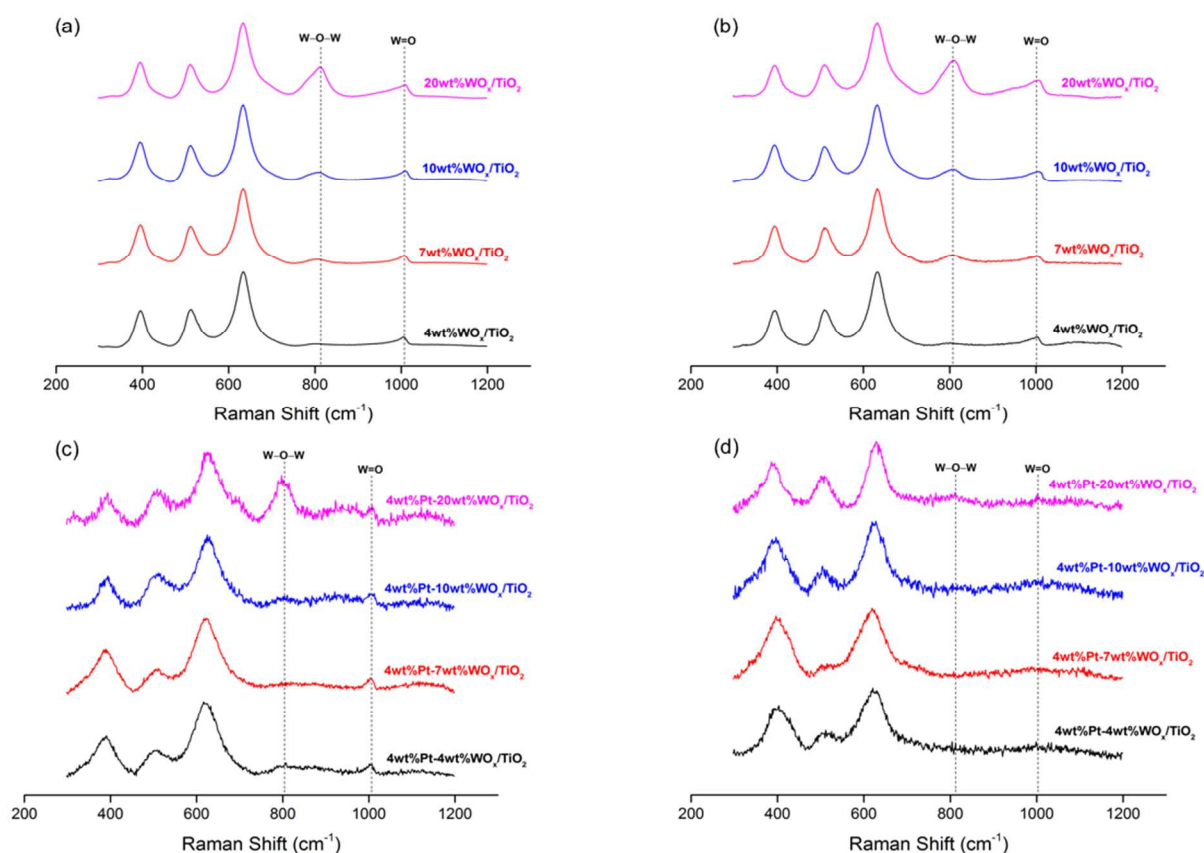 (a)
W–O–W
W=O
20wt%WOₓ/TiO₂
10wt%WOₓ/TiO₂
7wt%WOₓ/TiO₂
4wt%WOₓ/TiO₂
200 400 600 800 1000 1200
Raman Shift (cm⁻¹)
(b)
W–O–W
W=O
20wt%WOₓ/TiO₂
10wt%WOₓ/TiO₂
7wt%WOₓ/TiO₂
4wt%WOₓ/TiO₂
200 400 600 800 1000 1200
Raman Shift (cm⁻¹)
(c)
W–O–W
W=O
4wt%Pt-20wt%WOₓ/TiO₂
4wt%Pt-10wt%WOₓ/TiO₂
4wt%Pt-7wt%WOₓ/TiO₂
4wt%Pt-4wt%WOₓ/TiO₂
200 400 600 800 1000 1200
Raman Shift (cm⁻¹)
(d)
W–O–W
W=O
4wt%Pt-20wt%WOₓ/TiO₂
4wt%Pt-10wt%WOₓ/TiO₂
4wt%Pt-7wt%WOₓ/TiO₂
4wt%Pt-4wt%WOₓ/TiO₂
200 400 600 800 1000 1200
Raman Shift (cm⁻¹)